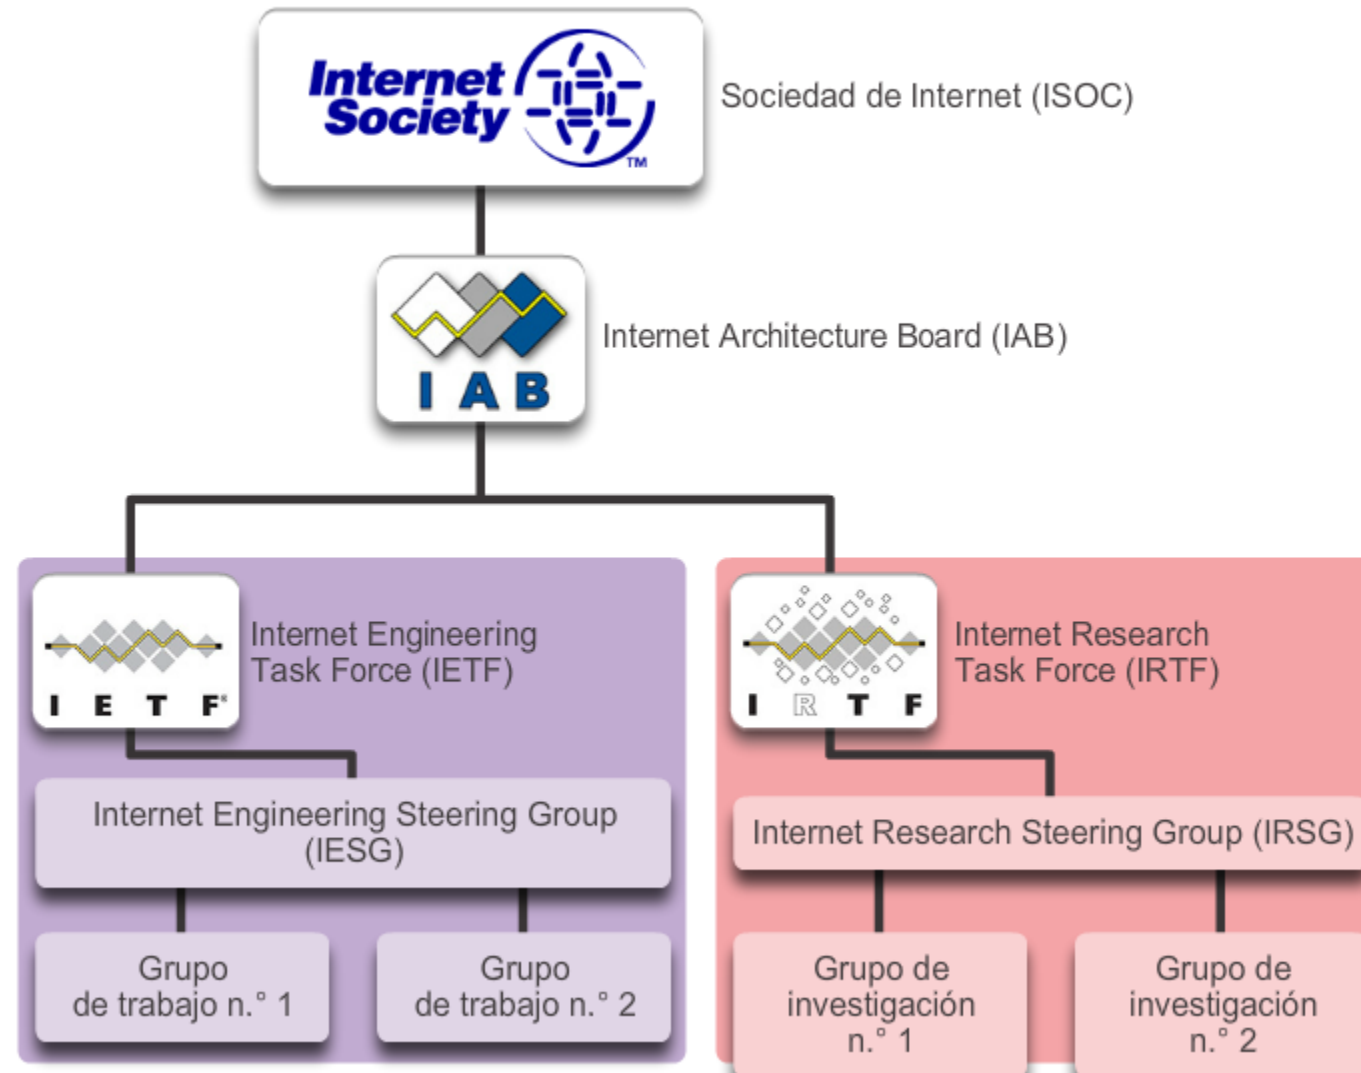 Internet
Society
TM
Sociedad de Internet (ISOC)
I A B
Internet Architecture Board (IAB)
I E T F®
Internet Engineering
Task Force (IETF)
I R T F
Internet Research
Task Force (IRTF)
Internet Engineering Steering Group
(IESG)
Internet Research Steering Group (IRSG)
Grupo
de trabajo n.° 1
Grupo
de trabajo n.° 2
Grupo de
investigación
n.° 1
Grupo de
investigación
n.° 2